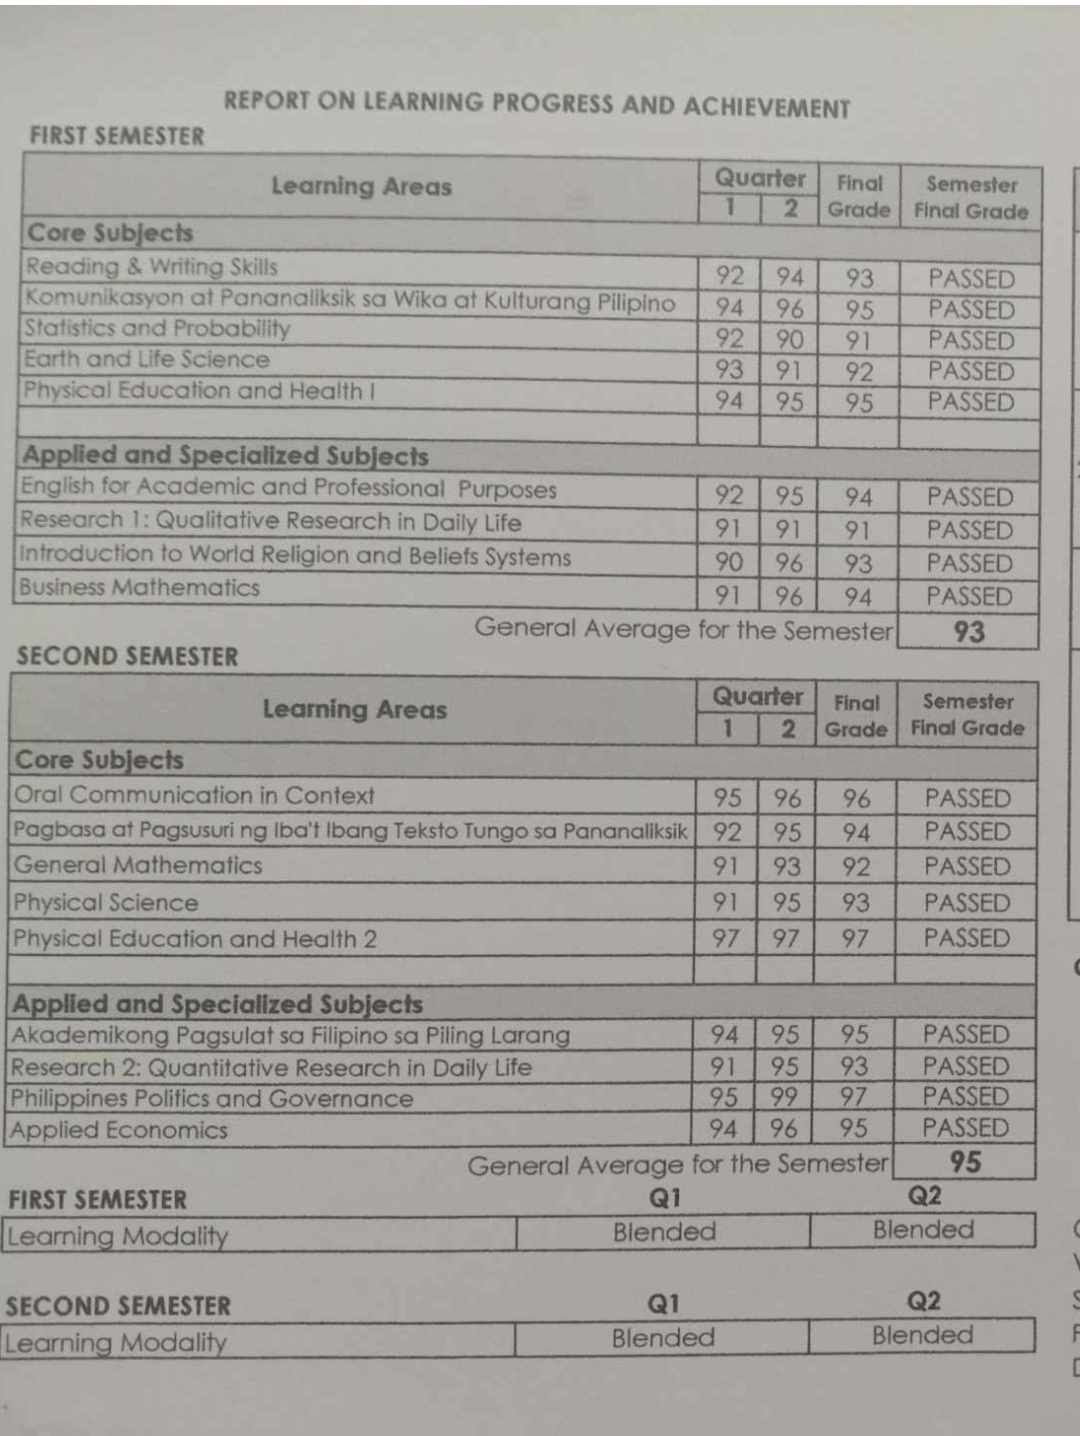 REPORT ON LEARNING PROGRESS AND ACHIEVEMENT
FIRST SEMESTER
Learning Areas Quarter Final Semester
1 2 Grade Final Grade
Core Subjects
Reading & Writing Skills 92 94 93 PASSED
Komunikasyon at Pananaliksik sa Wika at Kulturang Pilipino 94 96 95 PASSED
Statistics and Probability 92 90 91 PASSED
Earth and Life Science 93 91 92 PASSED
Physical Education and Health I 94 95 95 PASSED
Applied and Specialized Subjects
English for Academic and Professional Purposes 92 95 94 PASSED
Research 1: Qualitative Research in Daily Life 91 91 91 PASSED
Introduction to World Religion and Beliefs Systems 90 96 93 PASSED
Business Mathematics 91 96 94 PASSED
General Average for the Semester 93
SECOND SEMESTER
Learning Areas Quarter Final Semester
1 2 Grade Final Grade
Core Subjects
Oral Communication in Context 95 96 96 PASSED
Pagbasa at Pagsusuri ng Iba't Ibang Teksto Tungo sa Pananaliksik 92 95 94 PASSED
General Mathematics 91 93 92 PASSED
Physical Science 91 95 93 PASSED
Physical Education and Health 2 97 97 97 PASSED
Applied and Specialized Subjects
Akademikong Pagsulat sa Filipino sa Piling Larang 94 95 95 PASSED
Research 2: Quantitative Research in Daily Life 91 95 93 PASSED
Philippines Politics and Governance 95 99 97 PASSED
Applied Economics 94 96 95 PASSED
General Average for the Semester 95
FIRST SEMESTER Q1 Q2
Learning Modality Blended Blended
SECOND SEMESTER Q1 Q2
Learning Modality Blended Blended